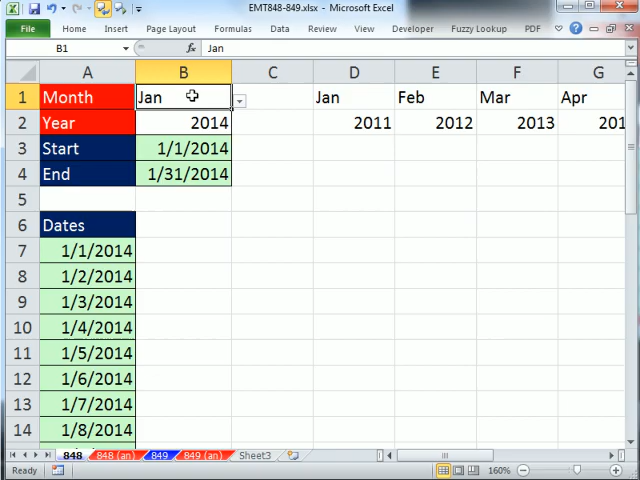 EMT848-849.xlsx - Microsoft Excel
File Home Insert Page Layout Formulas Data Review View Developer Fuzzy Lookup PDF
B1 fx Jan
A B C D E F G
1 Month Jan Jan Feb Mar Apr
2 Year 2014 2011 2012 2013 201
3 Start 1/1/2014
4 End 1/31/2014
5
6 Dates
7 1/1/2014
8 1/2/2014
9 1/3/2014
10 1/4/2014
11 1/5/2014
12 1/6/2014
13 1/7/2014
14 1/8/2014
848 848 (an) 849 849 (an) Sheet3
Ready 160%